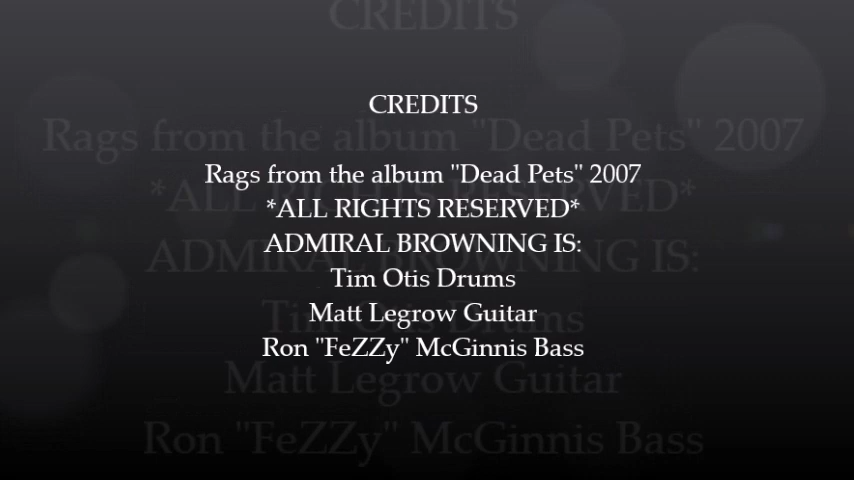 CREDITS
Rags from the album "Dead Pets" 2007
*ALL RIGHTS RESERVED*
ADMIRAL BROWNING IS:
Tim Otis Drums
Matt Legrow Guitar
Ron "FeZZy" McGinnis Bass